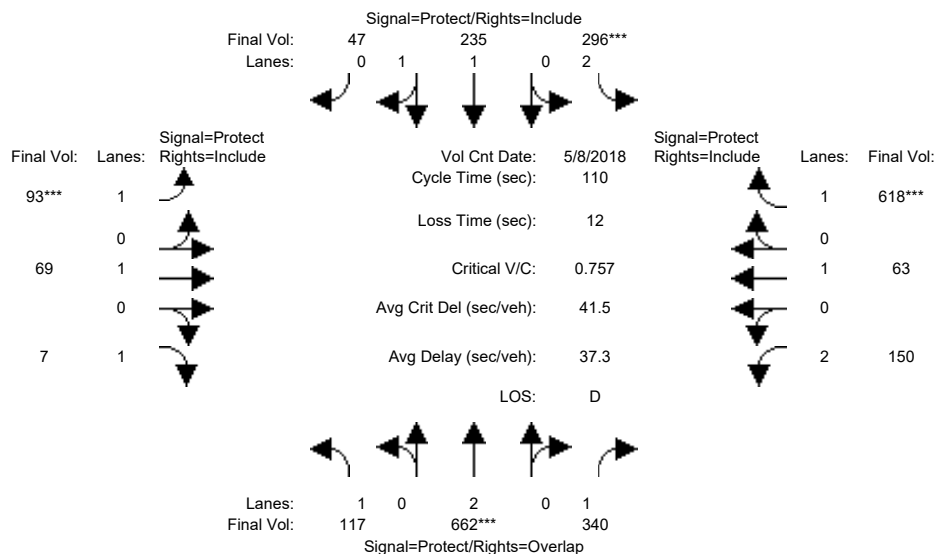 Signal=Protect/Rights=Include
Final Vol: 47 235 296***
Lanes: 0 1 1 0 2
Signal=Protect
Final Vol: Lanes: Rights=Include Vol Cnt Date: 5/8/2018 Rights=Include Lanes: Final Vol:
Signal=Protect
Cycle Time (sec): 110
93*** 1 1 618***
Loss Time (sec): 12
0 0
69 1 Critical V/C: 0.757 1 63
0 Avg Crit Del (sec/veh): 41.5 0
7 1 Avg Delay (sec/veh): 37.3 2 150
LOS: D
Lanes: 1 0 2 0 1
Final Vol: 117 662*** 340
Signal=Protect/Rights=Overlap